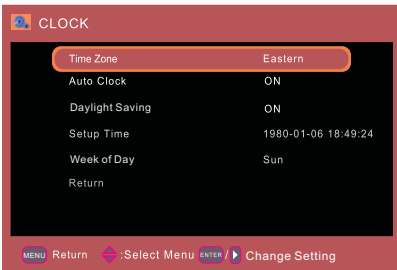 CLOCK
Time Zone Eastern
Auto Clock ON
Daylight Saving ON
Setup Time 1980-01-06 18:49:24
Week of Day Sun
Return
MENU Return :Select Menu ENTER / Change Setting